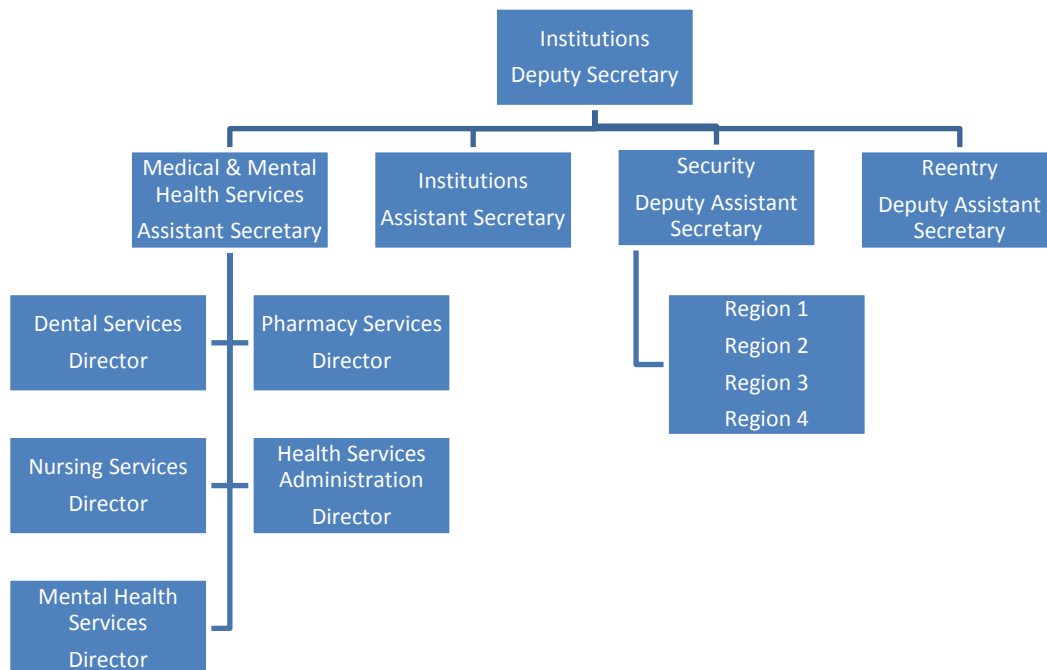 Institutions
Deputy Secretary
Medical & Mental
Health Services
Assistant Secretary
Institutions
Assistant Secretary
Security
Deputy Assistant
Secretary
Reentry
Deputy Assistant
Secretary
Dental Services
Director
Pharmacy Services
Director
Region 1
Region 2
Region 3
Region 4
Nursing Services
Director
Health Services
Administration
Director
Mental Health
Services
Director